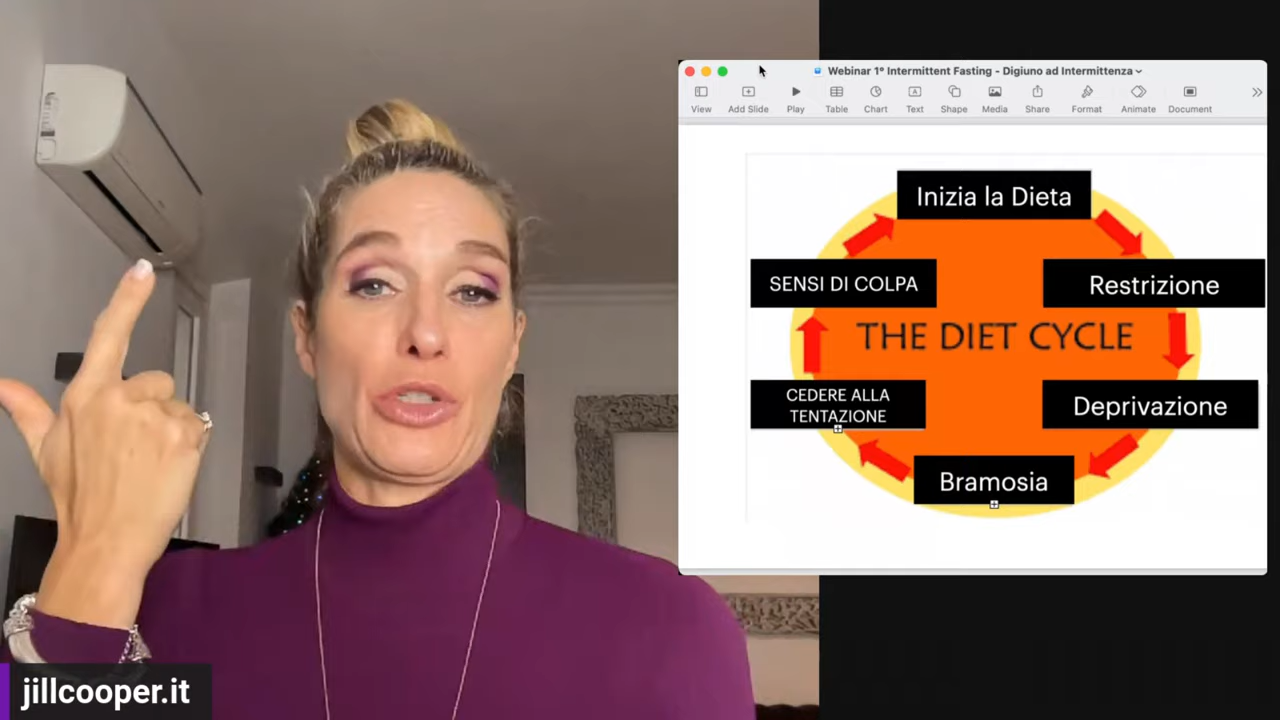 Webinar 1° Intermittent Fasting - Digiuno ad Intermittenza
View
Add Slide
Play
Table
Chart
Text
Shape
Media
Share
Format
Animate
Document
Inizia la Dieta
SENSI DI COLPA
Restrizione
THE DIET CYCLE
CEDERE ALLA
TENTAZIONE
Deprivazione
Bramosia
jillcooper.it